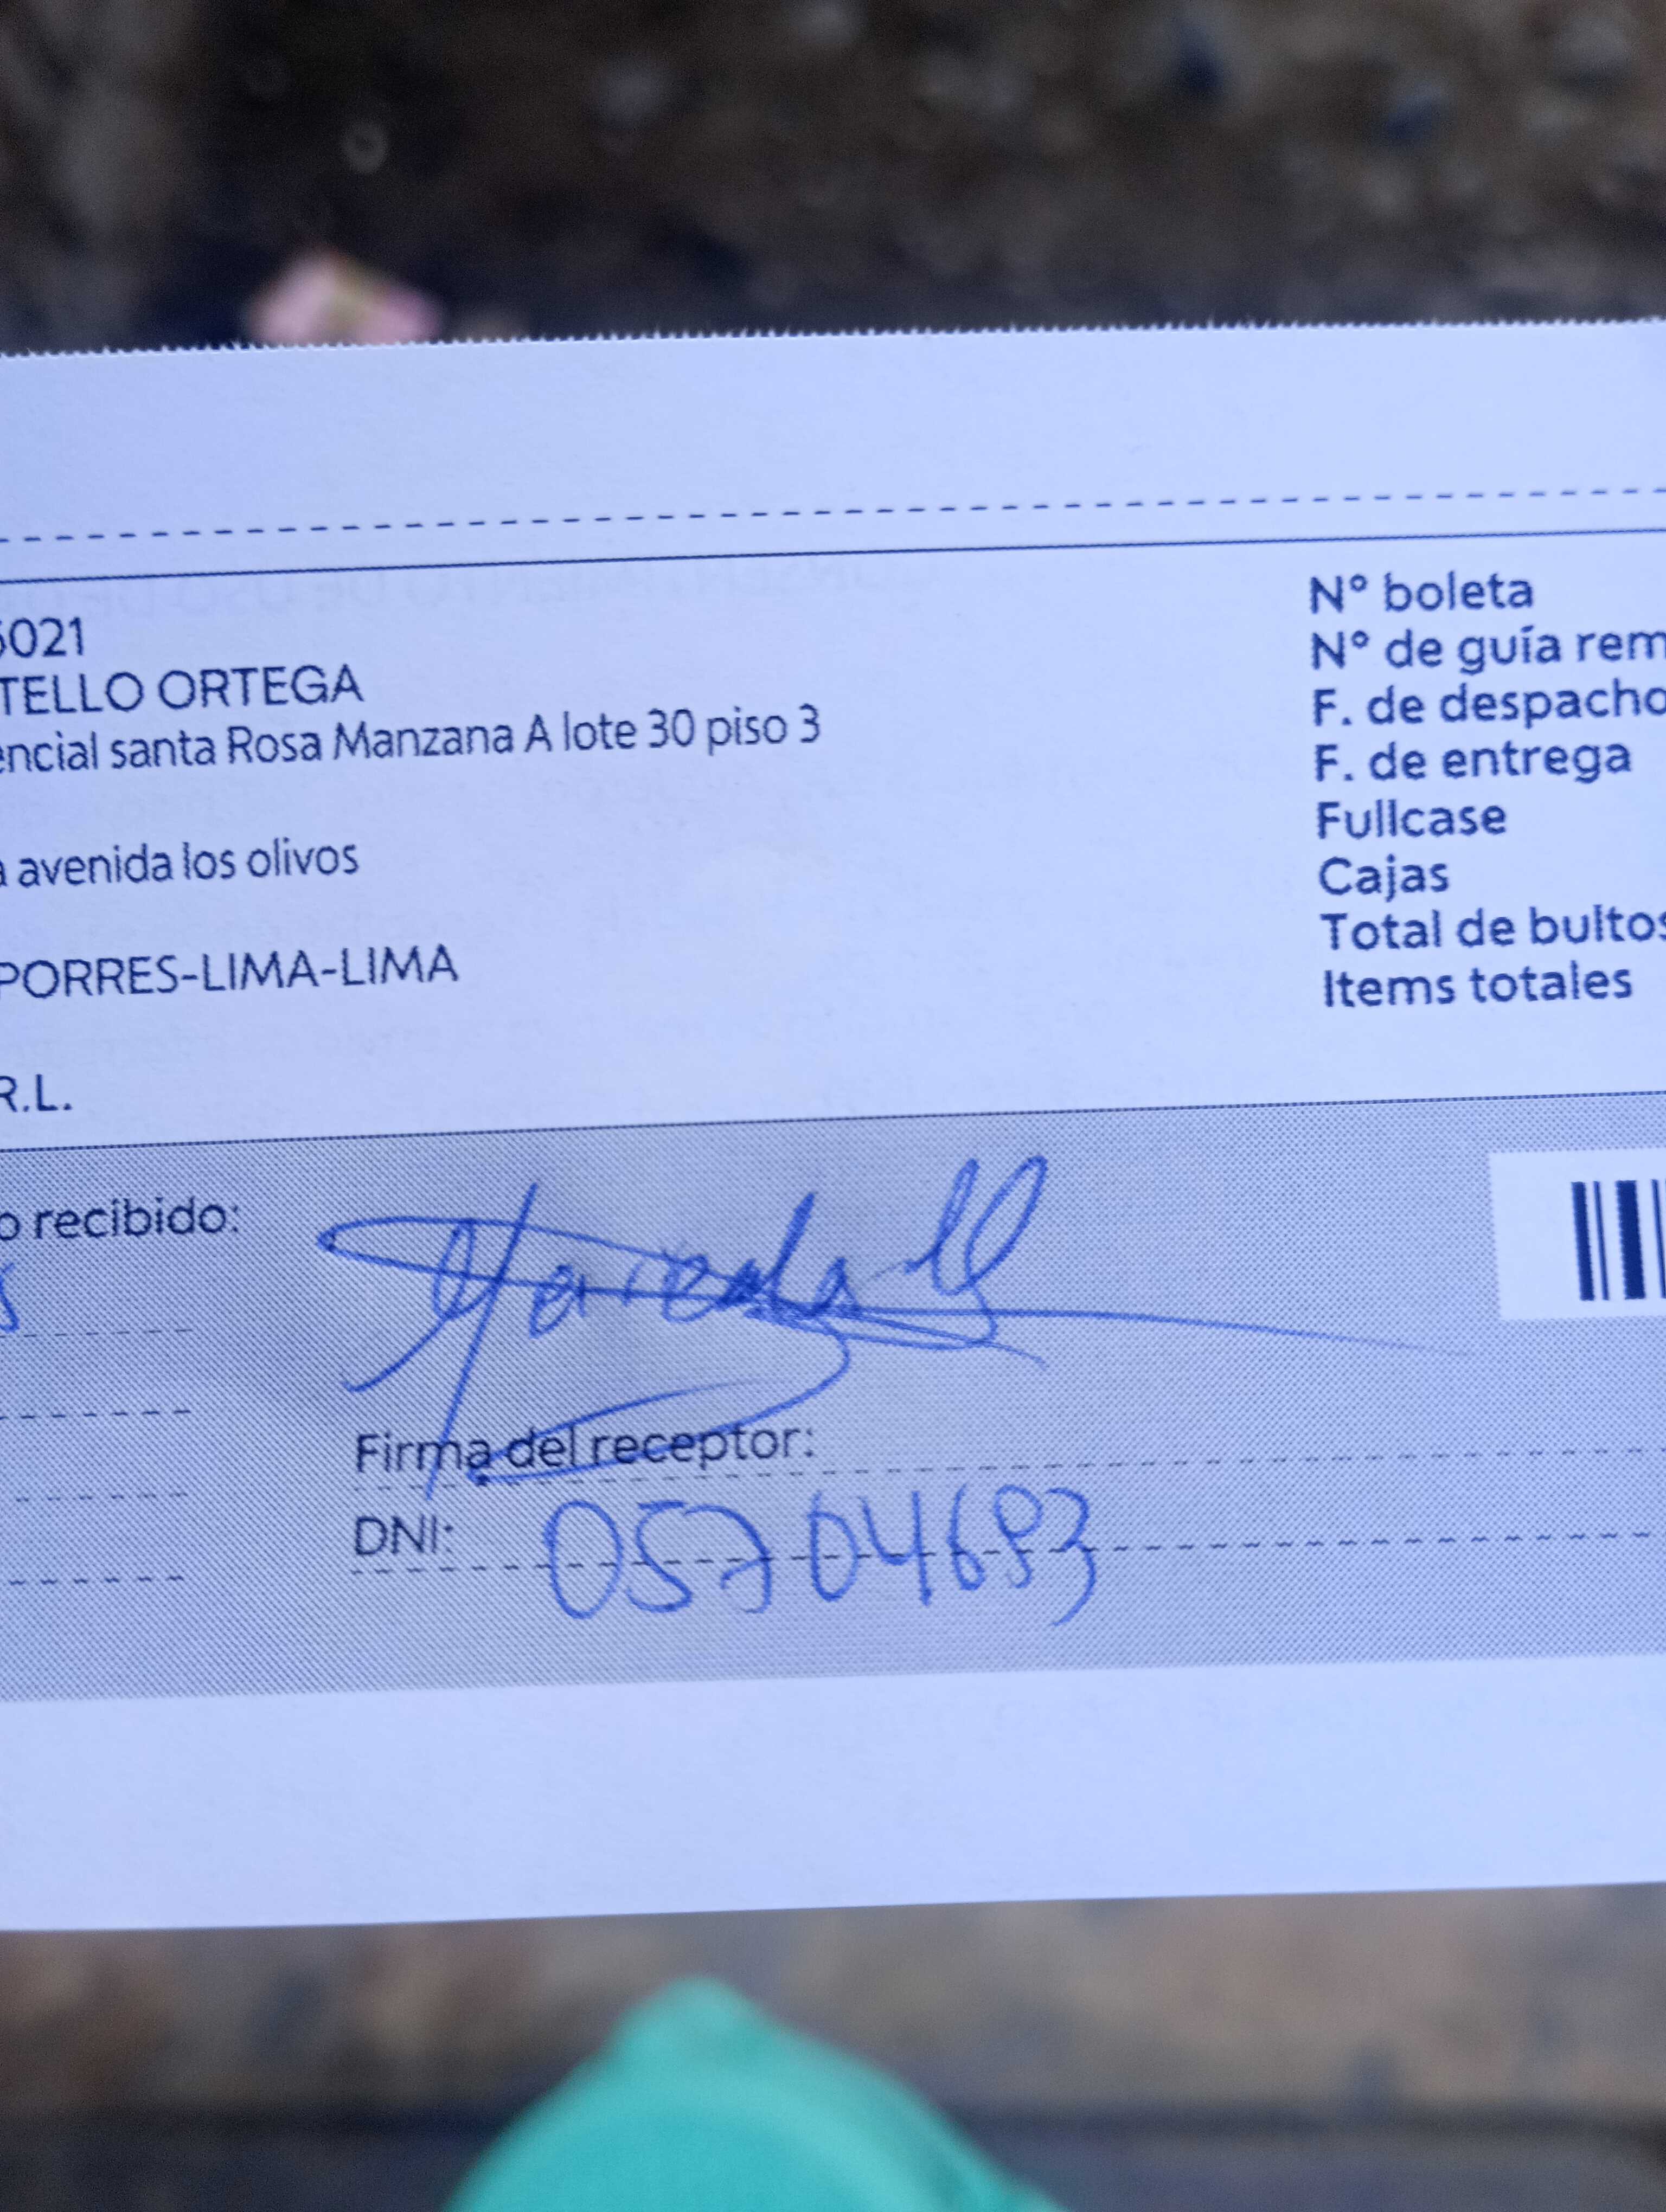 5021
TELLO ORTEGA
encial santa Rosa Manzana A lote 30 piso 3
a avenida los olivos
PORRES-LIMA-LIMA
R.L.
N° boleta
N° de guía rem
F. de despacho
F. de entrega
Fullcase
Cajas
Total de bultos
Items totales
o recibido:
Firma del receptor:
DNI: 05704683